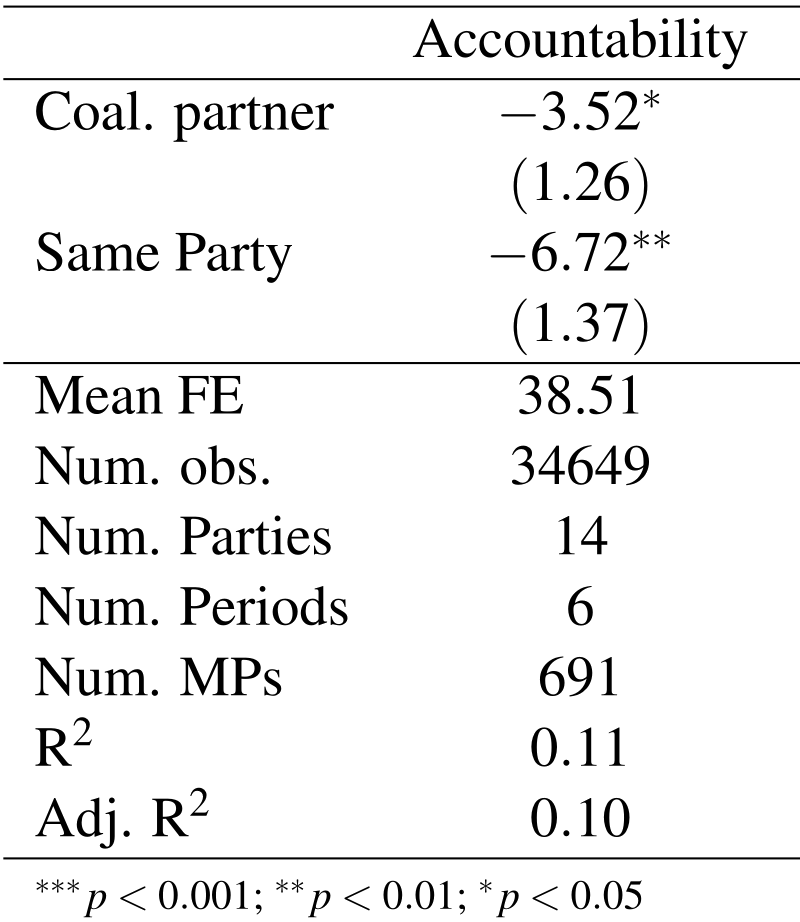 Accountability
Coal. partner −3.52*
(1.26)
Same Party −6.72**
(1.37)
Mean FE 38.51
Num. obs. 34649
Num. Parties 14
Num. Periods 6
Num. MPs 691
R² 0.11
Adj. R² 0.10
***p < 0.001; **p < 0.01; *p < 0.05